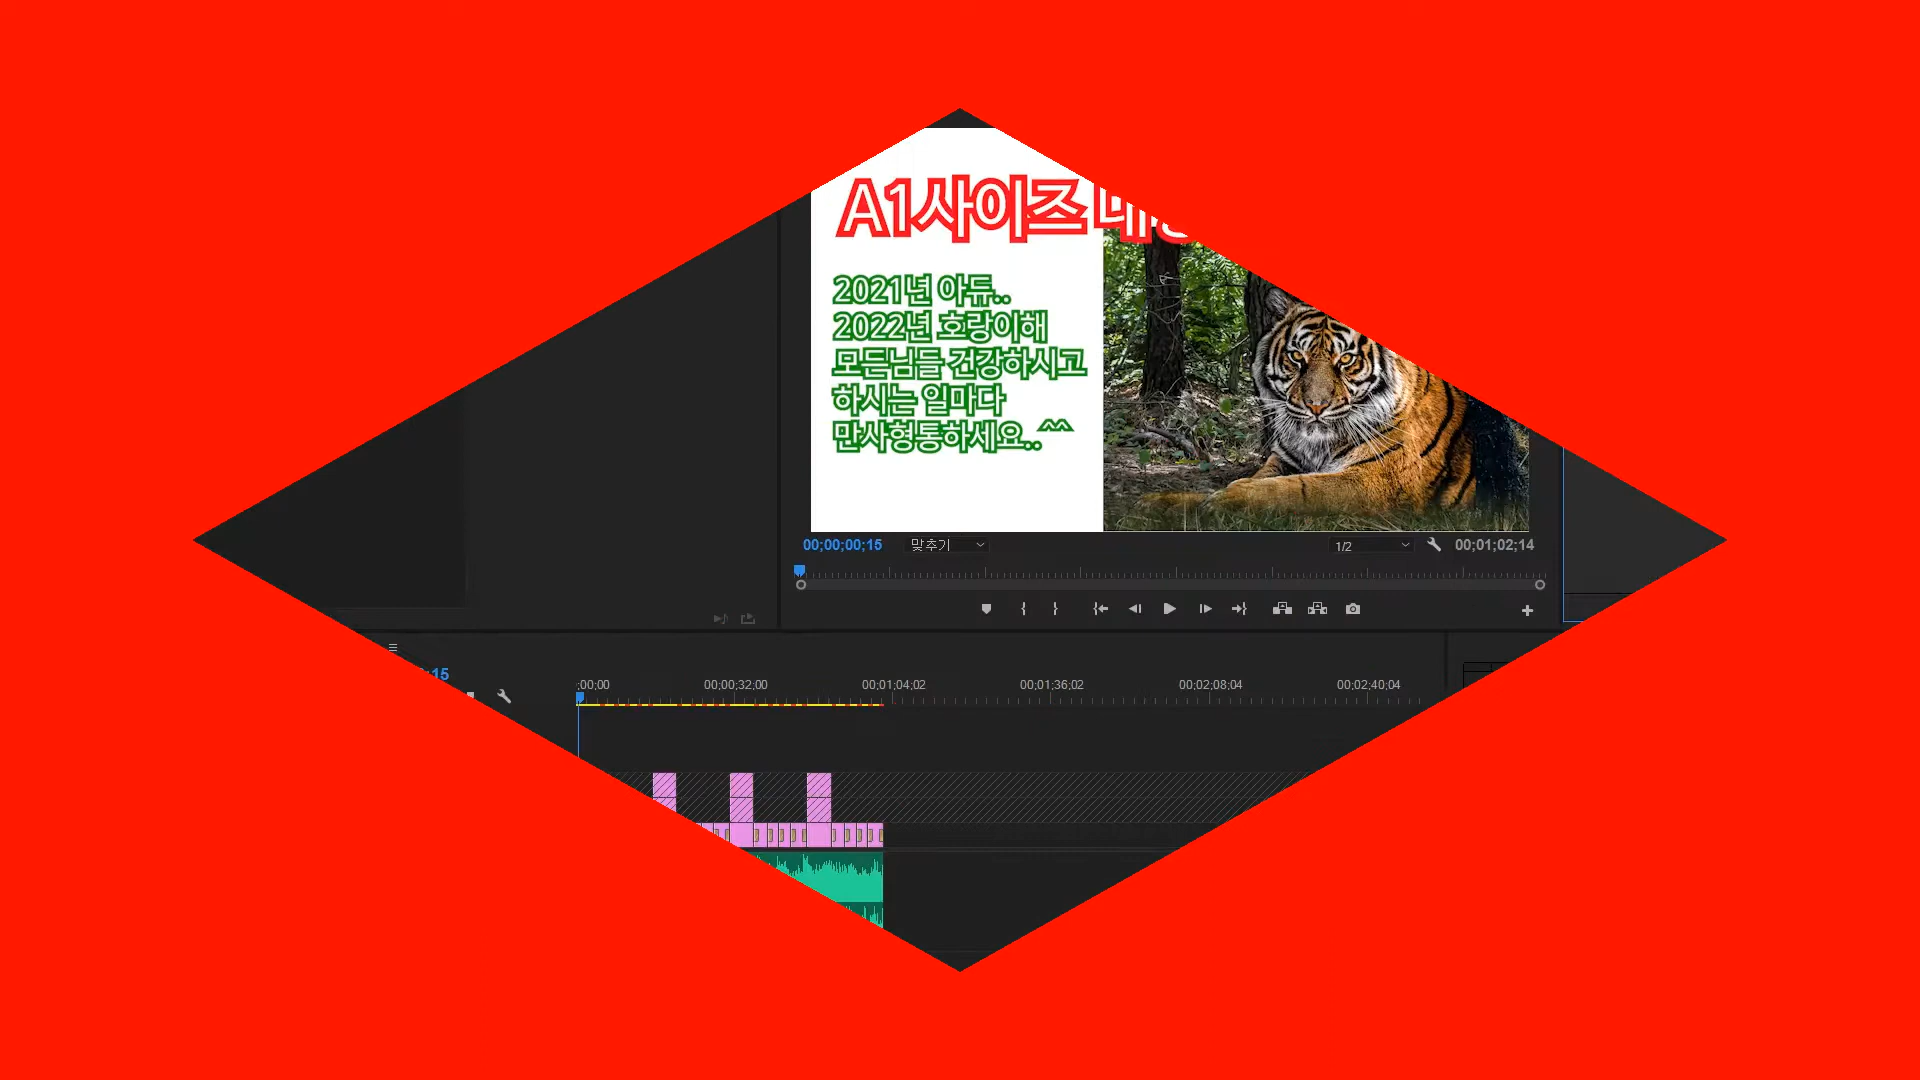 A1사이즈
2021년 아듀..
2022년 호랑이해
모든님들 건강하시고
하시는 일마다
만사형통하세요..^^
00;00;00;15 맞추기 1/2 00;01;02;14
;15
;00;00 00;00;32;00 00;01;04;02 00;01;36;02 00;02;08;04 00;02;40;04